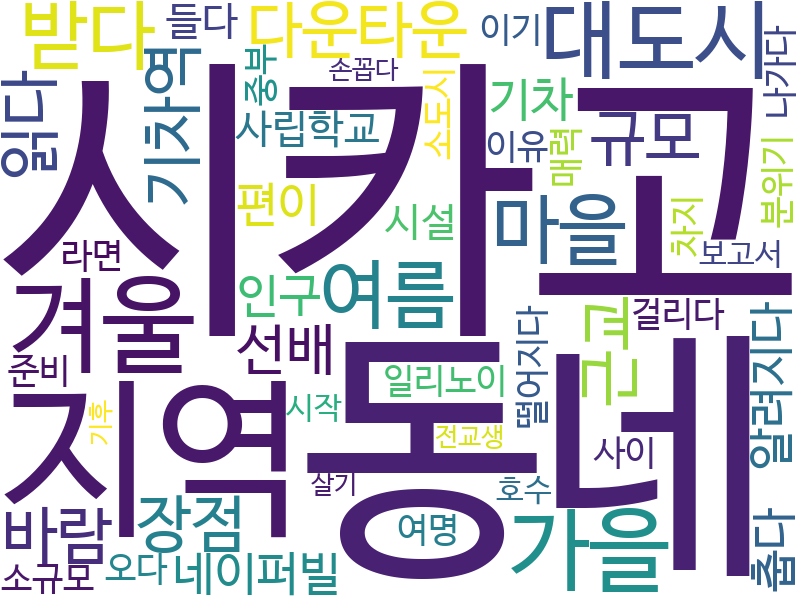 받다
들다
다운타운
이기
대도시
나가다
읽다
기차역
중부
손꼽다
소도시
기차
사립학교
이유
매력
규모
시카고
편이
시설
마을
차지
분위기
라면
보고서
겨울
인구
여름
근교
걸리다
선배
떨어지다
알려지다
준비
일리노이
지역
동네
기후
시작
전교생
사이
살기
호수
바람
장점
여명
가을
춥다
소규모
오다
네이퍼빌